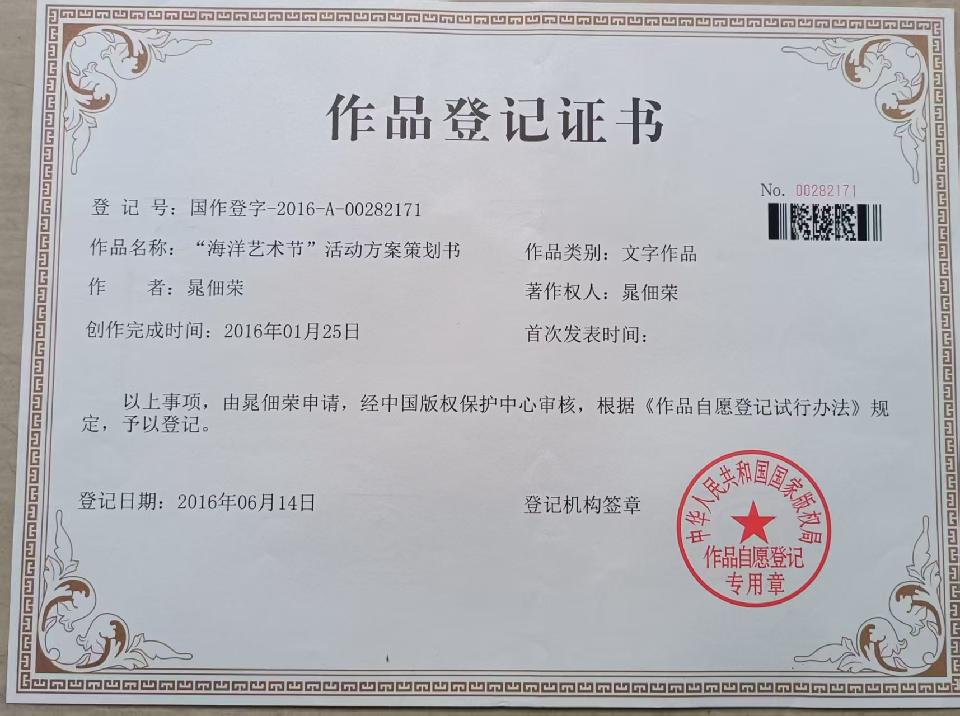 作品登记证书
No. 00282171
登 记 号：国作登字-2016-A-00282171
作品名称：“海洋艺术节”活动方案策划书
作品类别：文字作品
作 者：晁佃荣
著作权人：晁佃荣
创作完成时间：2016年01月25日
首次发表时间：
以上事项，由晁佃荣申请，经中国版权保护中心审核，根据《作品自愿登记试行办法》规
定，予以登记。
登记日期：2016年06月14日
登记机构签章
中华人民共和国国家版权局
作品自愿登记
专用章